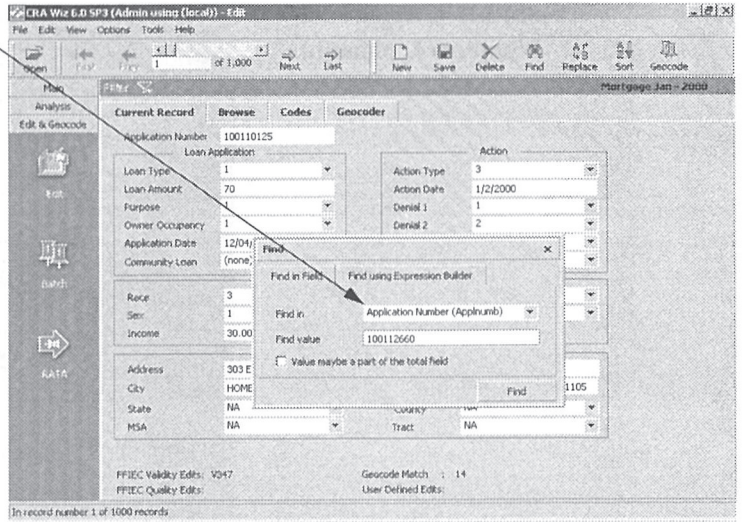 CRA Wiz 6.0 SP3 (Admin using (local)) - Edit
File Edit View Options Tools Help
1 of 1,000
Open First Prev Next Last New Save Delete Find Replace Sort Geocode
Main
Filter
Mortgage Jan - 2000
Analysis
Edit & Geocode
Current Record Browse Codes Geocoder
Application Number 100110125
Loan Application
Action
Loan Type 1
Action Type 3
Loan Amount 70
Action Date 1/2/2000
Purpose 1
Denial 1 1
Owner Occupancy 1
Denial 2 2
Application Date 12/04/
Community Loan (none)
Find
Find in Field Find using Expression Builder
Find in Application Number (Applnumb)
Find value 100112660
Value maybe a part of the total field
Find
Race 3
Sex 1
Income 30.00
Address 303 E
City HOME
1105
State NA
County NA
MSA NA
Tract NA
Edit
Batch
RATA
FFIEC Validity Edits: V347
Geocode Match : 14
FFIEC Quality Edits:
User Defined Edits:
In record number 1 of 1000 records